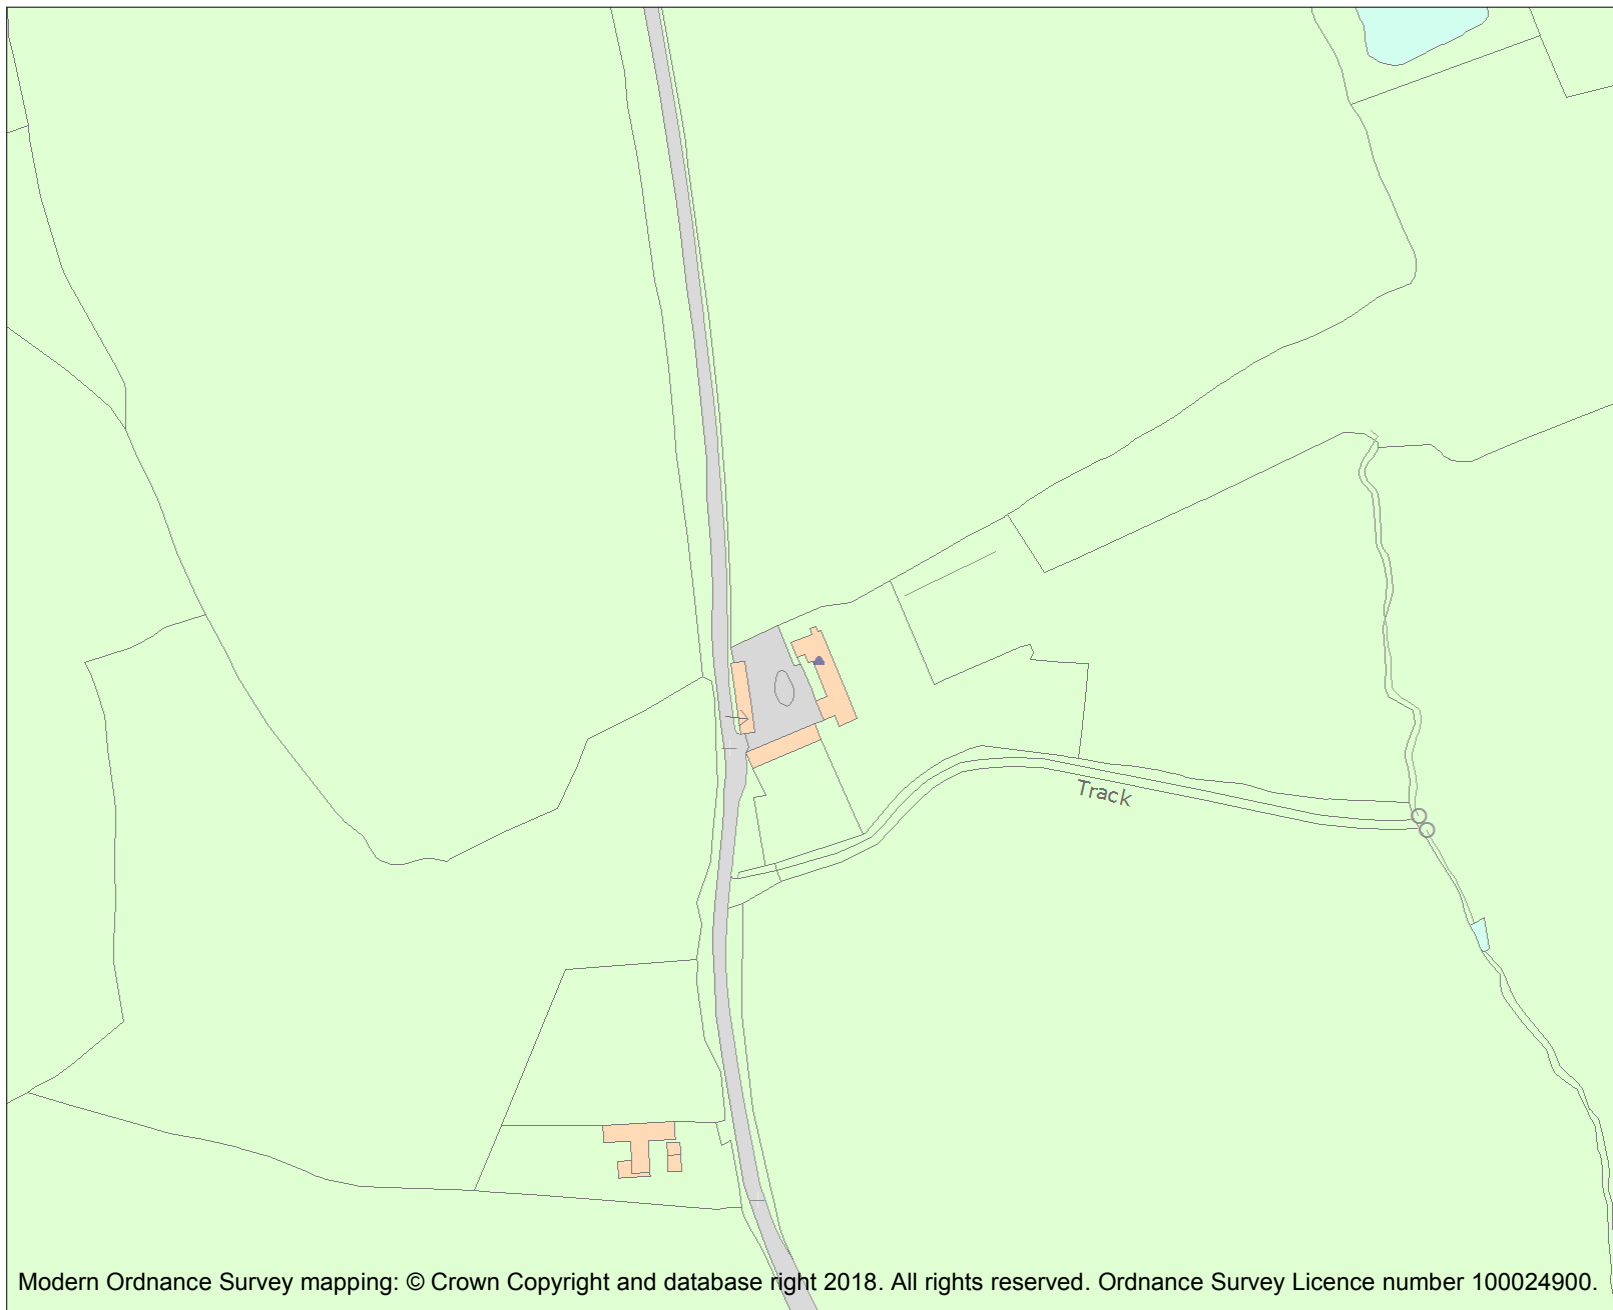 Track
Modern Ordnance Survey mapping: © Crown Copyright and database right 2018. All rights reserved. Ordnance Survey Licence number 100024900.